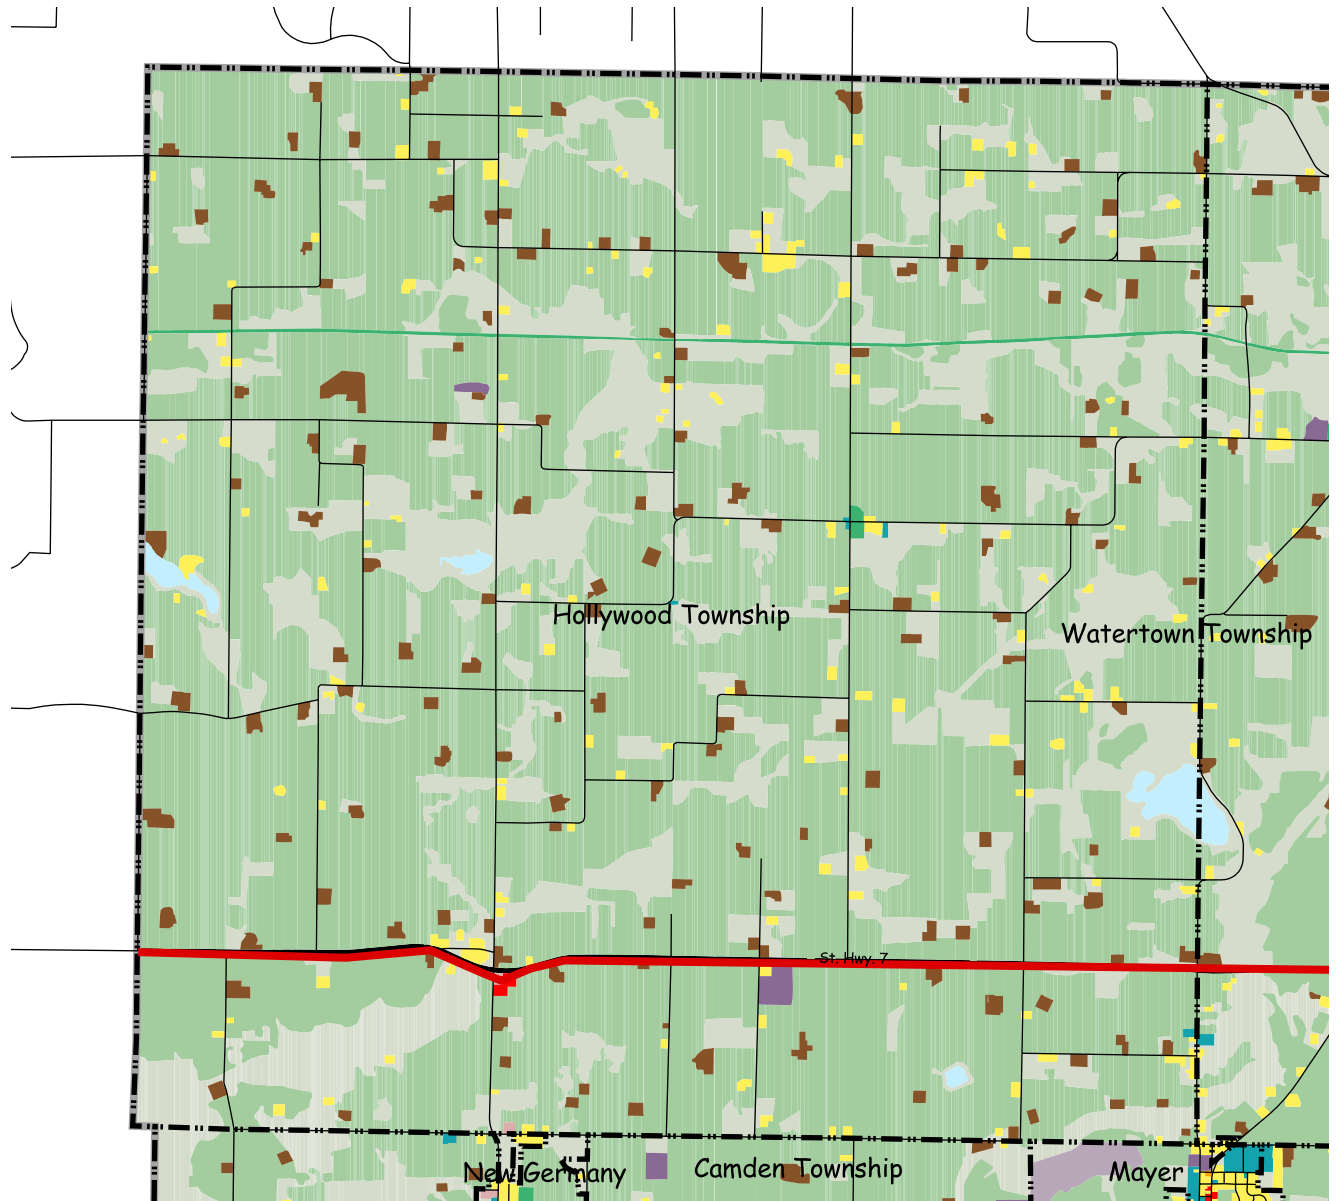 Hollywood Township
Watertown Township
St. Hwy. 7
New Germany
Camden Township
Mayer